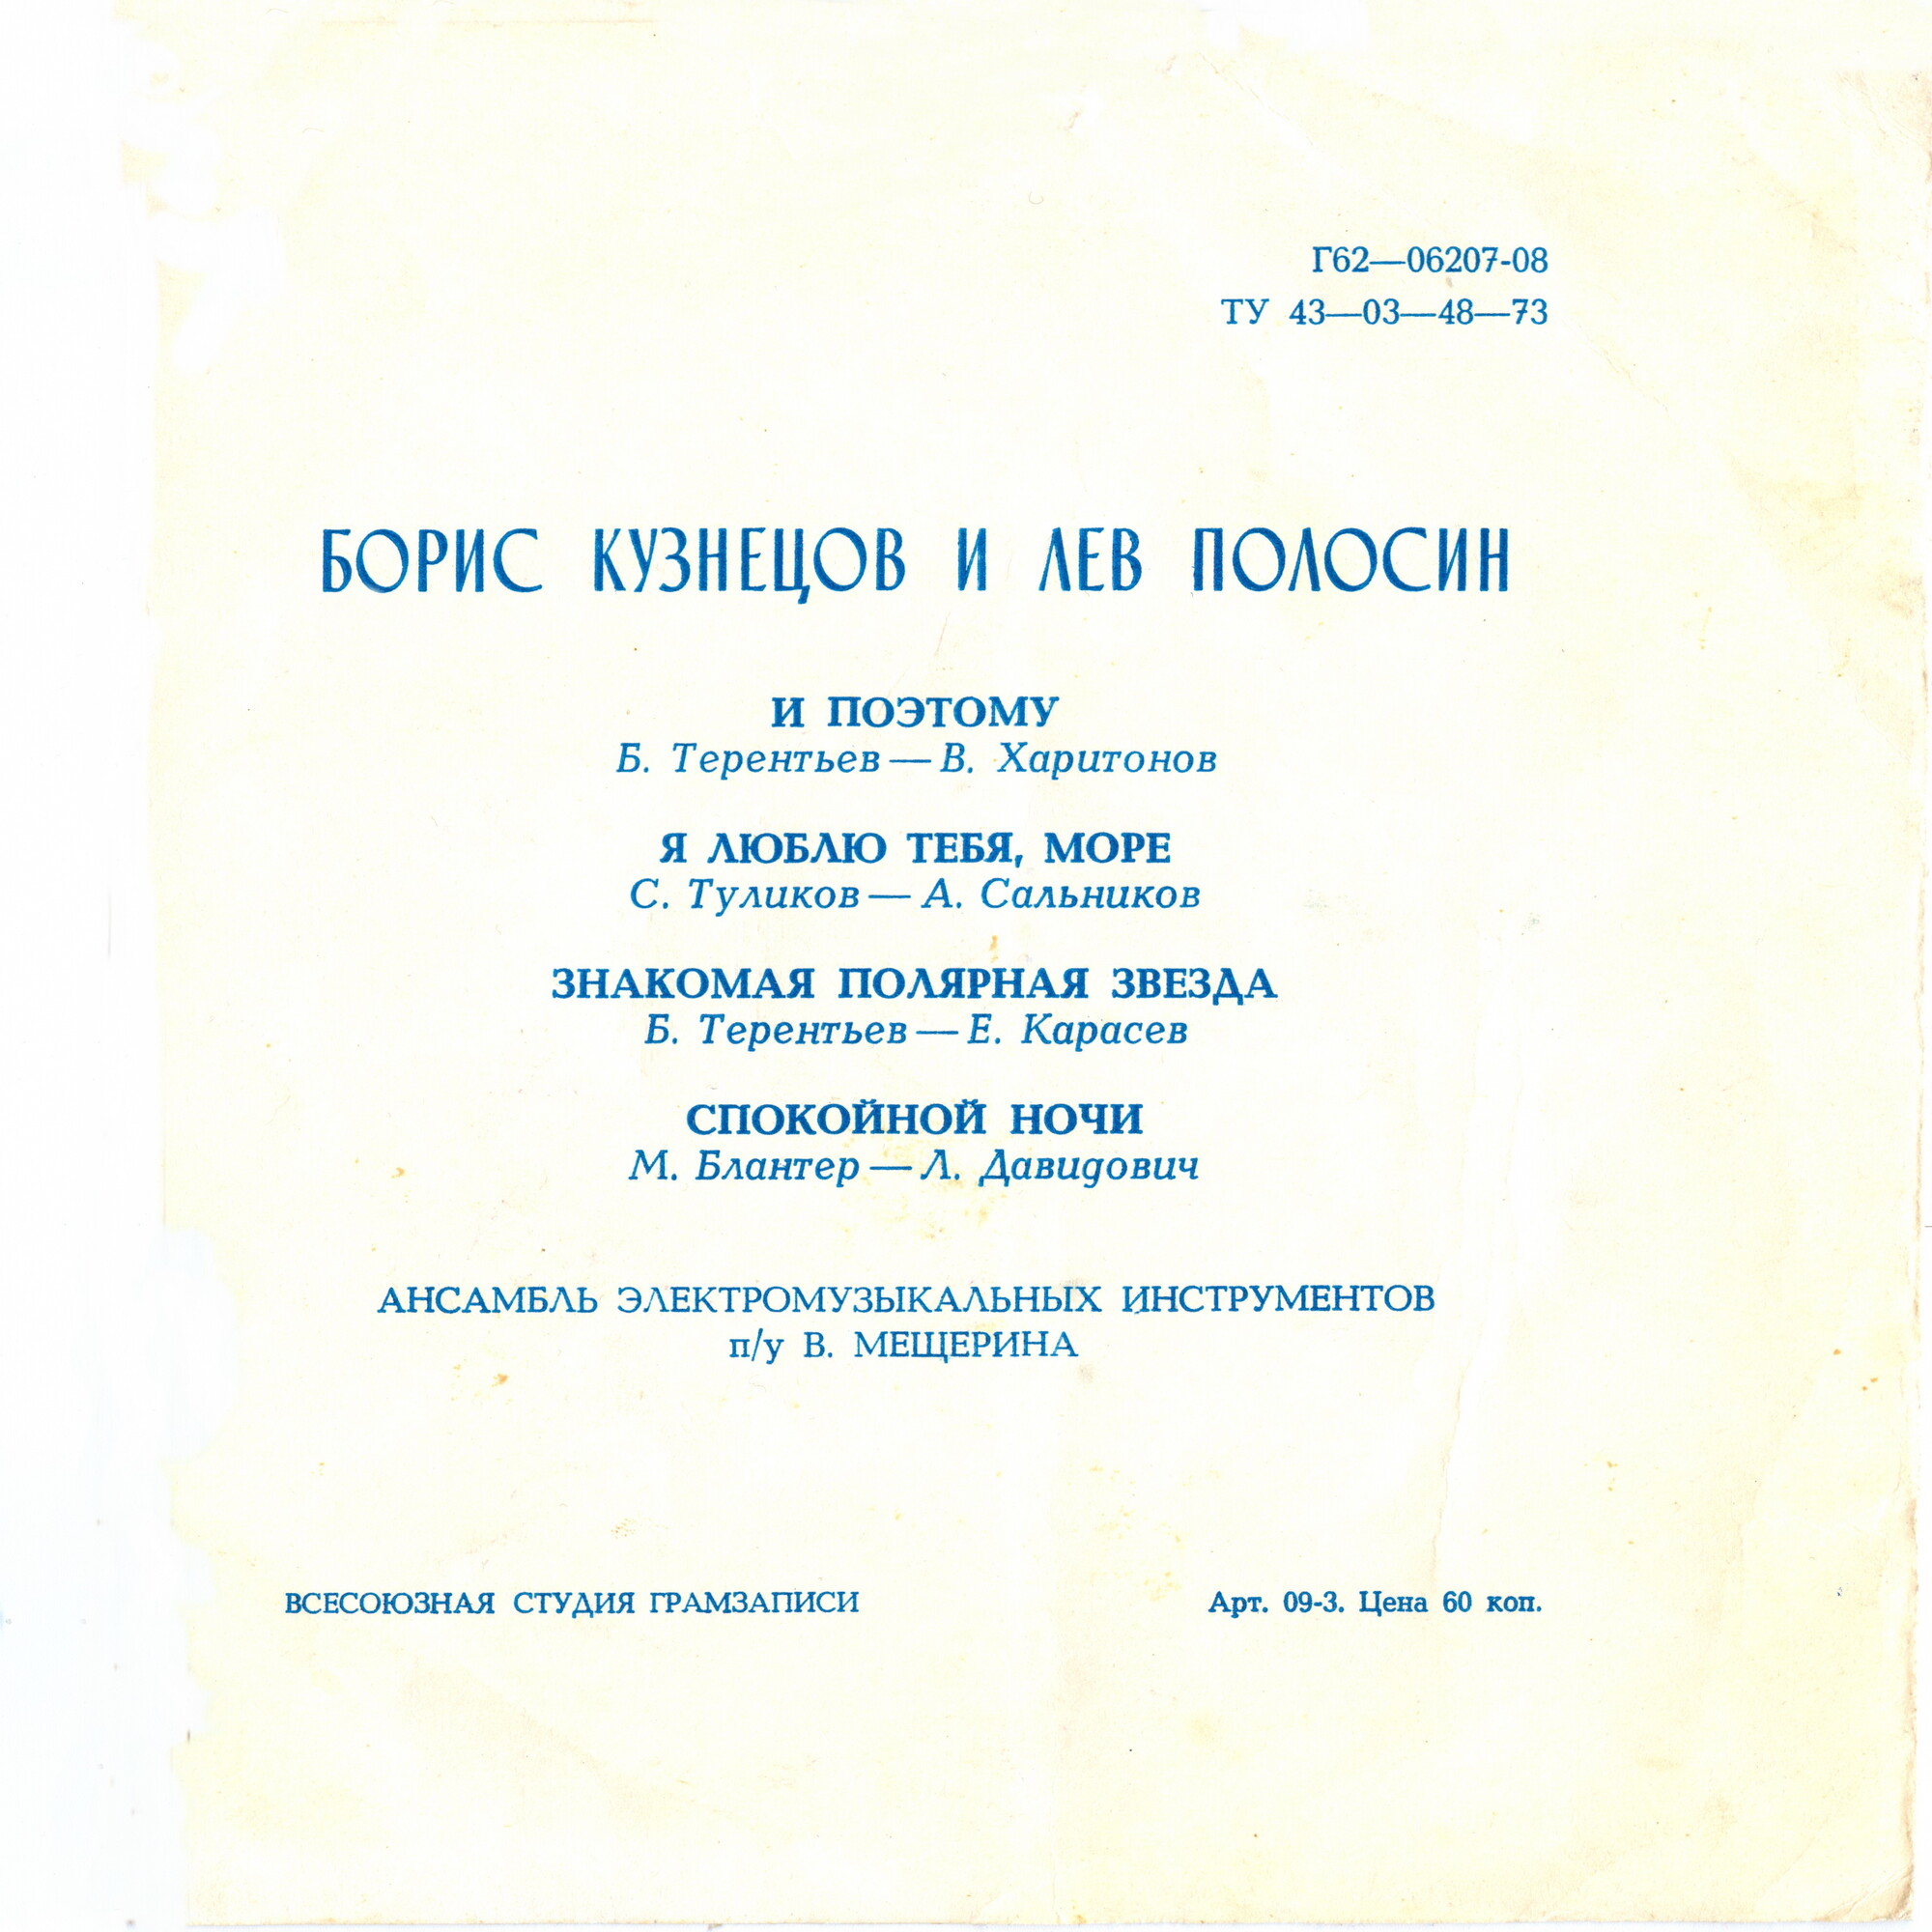 Г62—06207-08
ТУ 43—03—48—73
БОРИС КУЗНЕЦОВ И ЛЕВ ПОЛОСИН
И ПОЭТОМУ
Б. Терентьев — В. Харитонов
Я ЛЮБЛЮ ТЕБЯ, МОРЕ
С. Туликов — А. Сальников
ЗНАКОМАЯ ПОЛЯРНАЯ ЗВЕЗДА
Б. Терентьев — Е. Карасев
СПОКОЙНОЙ НОЧИ
М. Блантер — Л. Давидович
АНСАМБЛЬ ЭЛЕКТРОМУЗЫКАЛЬНЫХ ИНСТРУМЕНТОВ
п/у В. МЕЩЕРИНА
ВСЕСОЮЗНАЯ СТУДИЯ ГРАМЗАПИСИ Арт. 09-3. Цена 60 коп.